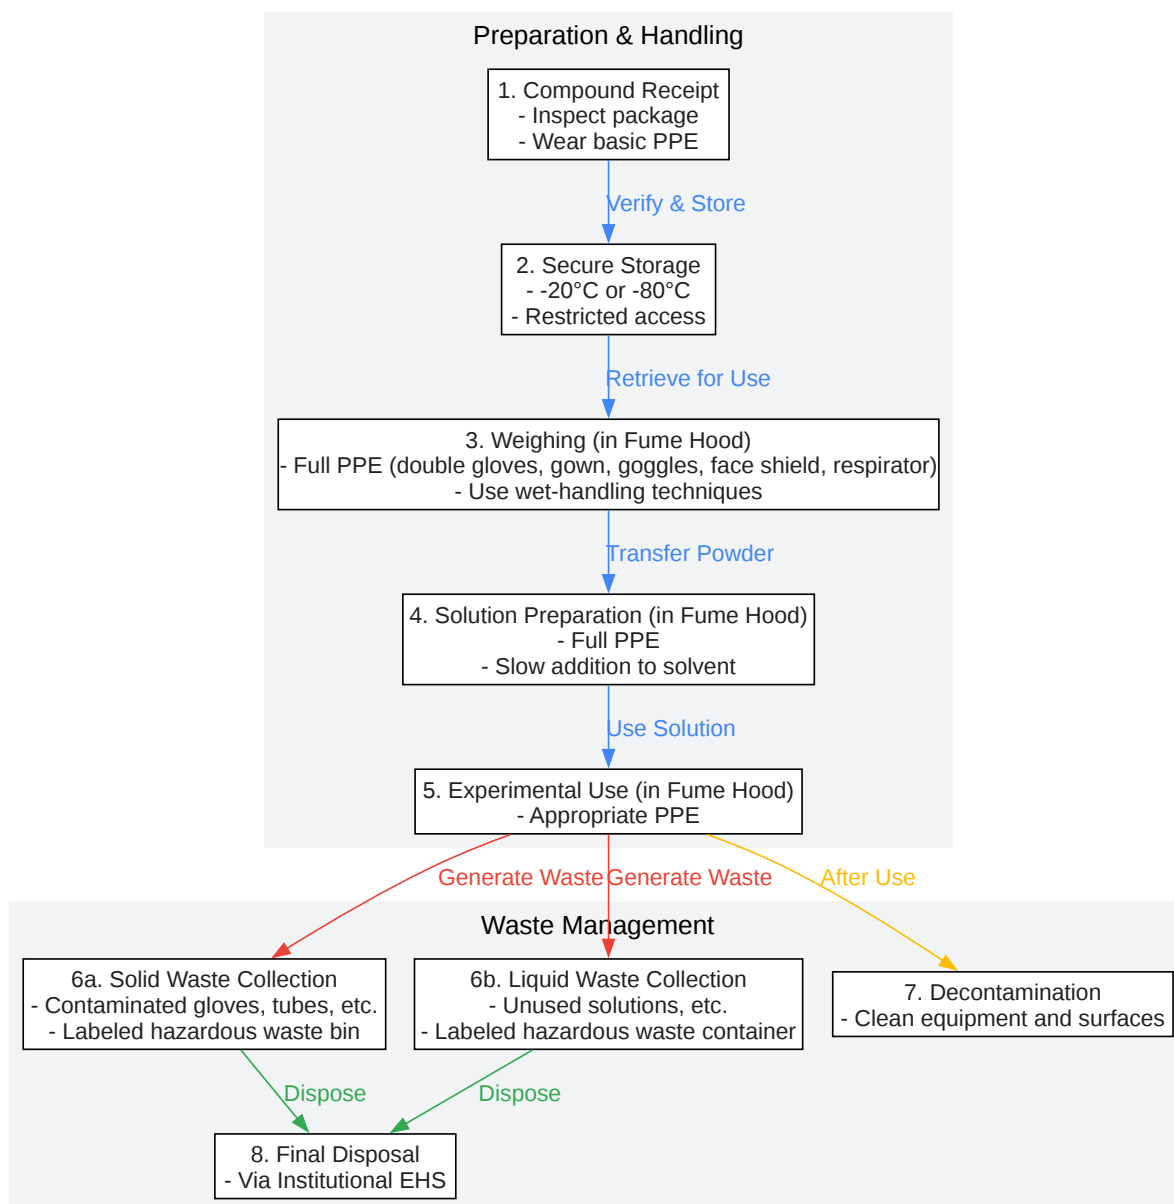 Preparation & Handling
1. Compound Receipt
- Inspect package
- Wear basic PPE
Verify & Store
2. Secure Storage
- -20°C or -80°C
- Restricted access
Retrieve for Use
3. Weighing (in Fume Hood)
- Full PPE (double gloves, gown, goggles, face shield, respirator)
- Use wet-handling techniques
Transfer Powder
4. Solution Preparation (in Fume Hood)
- Full PPE
- Slow addition to solvent
Use Solution
5. Experimental Use (in Fume Hood)
- Appropriate PPE
Generate Waste
Generate Waste
After Use
Waste Management
6a. Solid Waste Collection
- Contaminated gloves, tubes, etc.
- Labeled hazardous waste bin
6b. Liquid Waste Collection
- Unused solutions, etc.
- Labeled hazardous waste container
7. Decontamination
- Clean equipment and surfaces
Dispose
Dispose
8. Final Disposal
- Via Institutional EHS